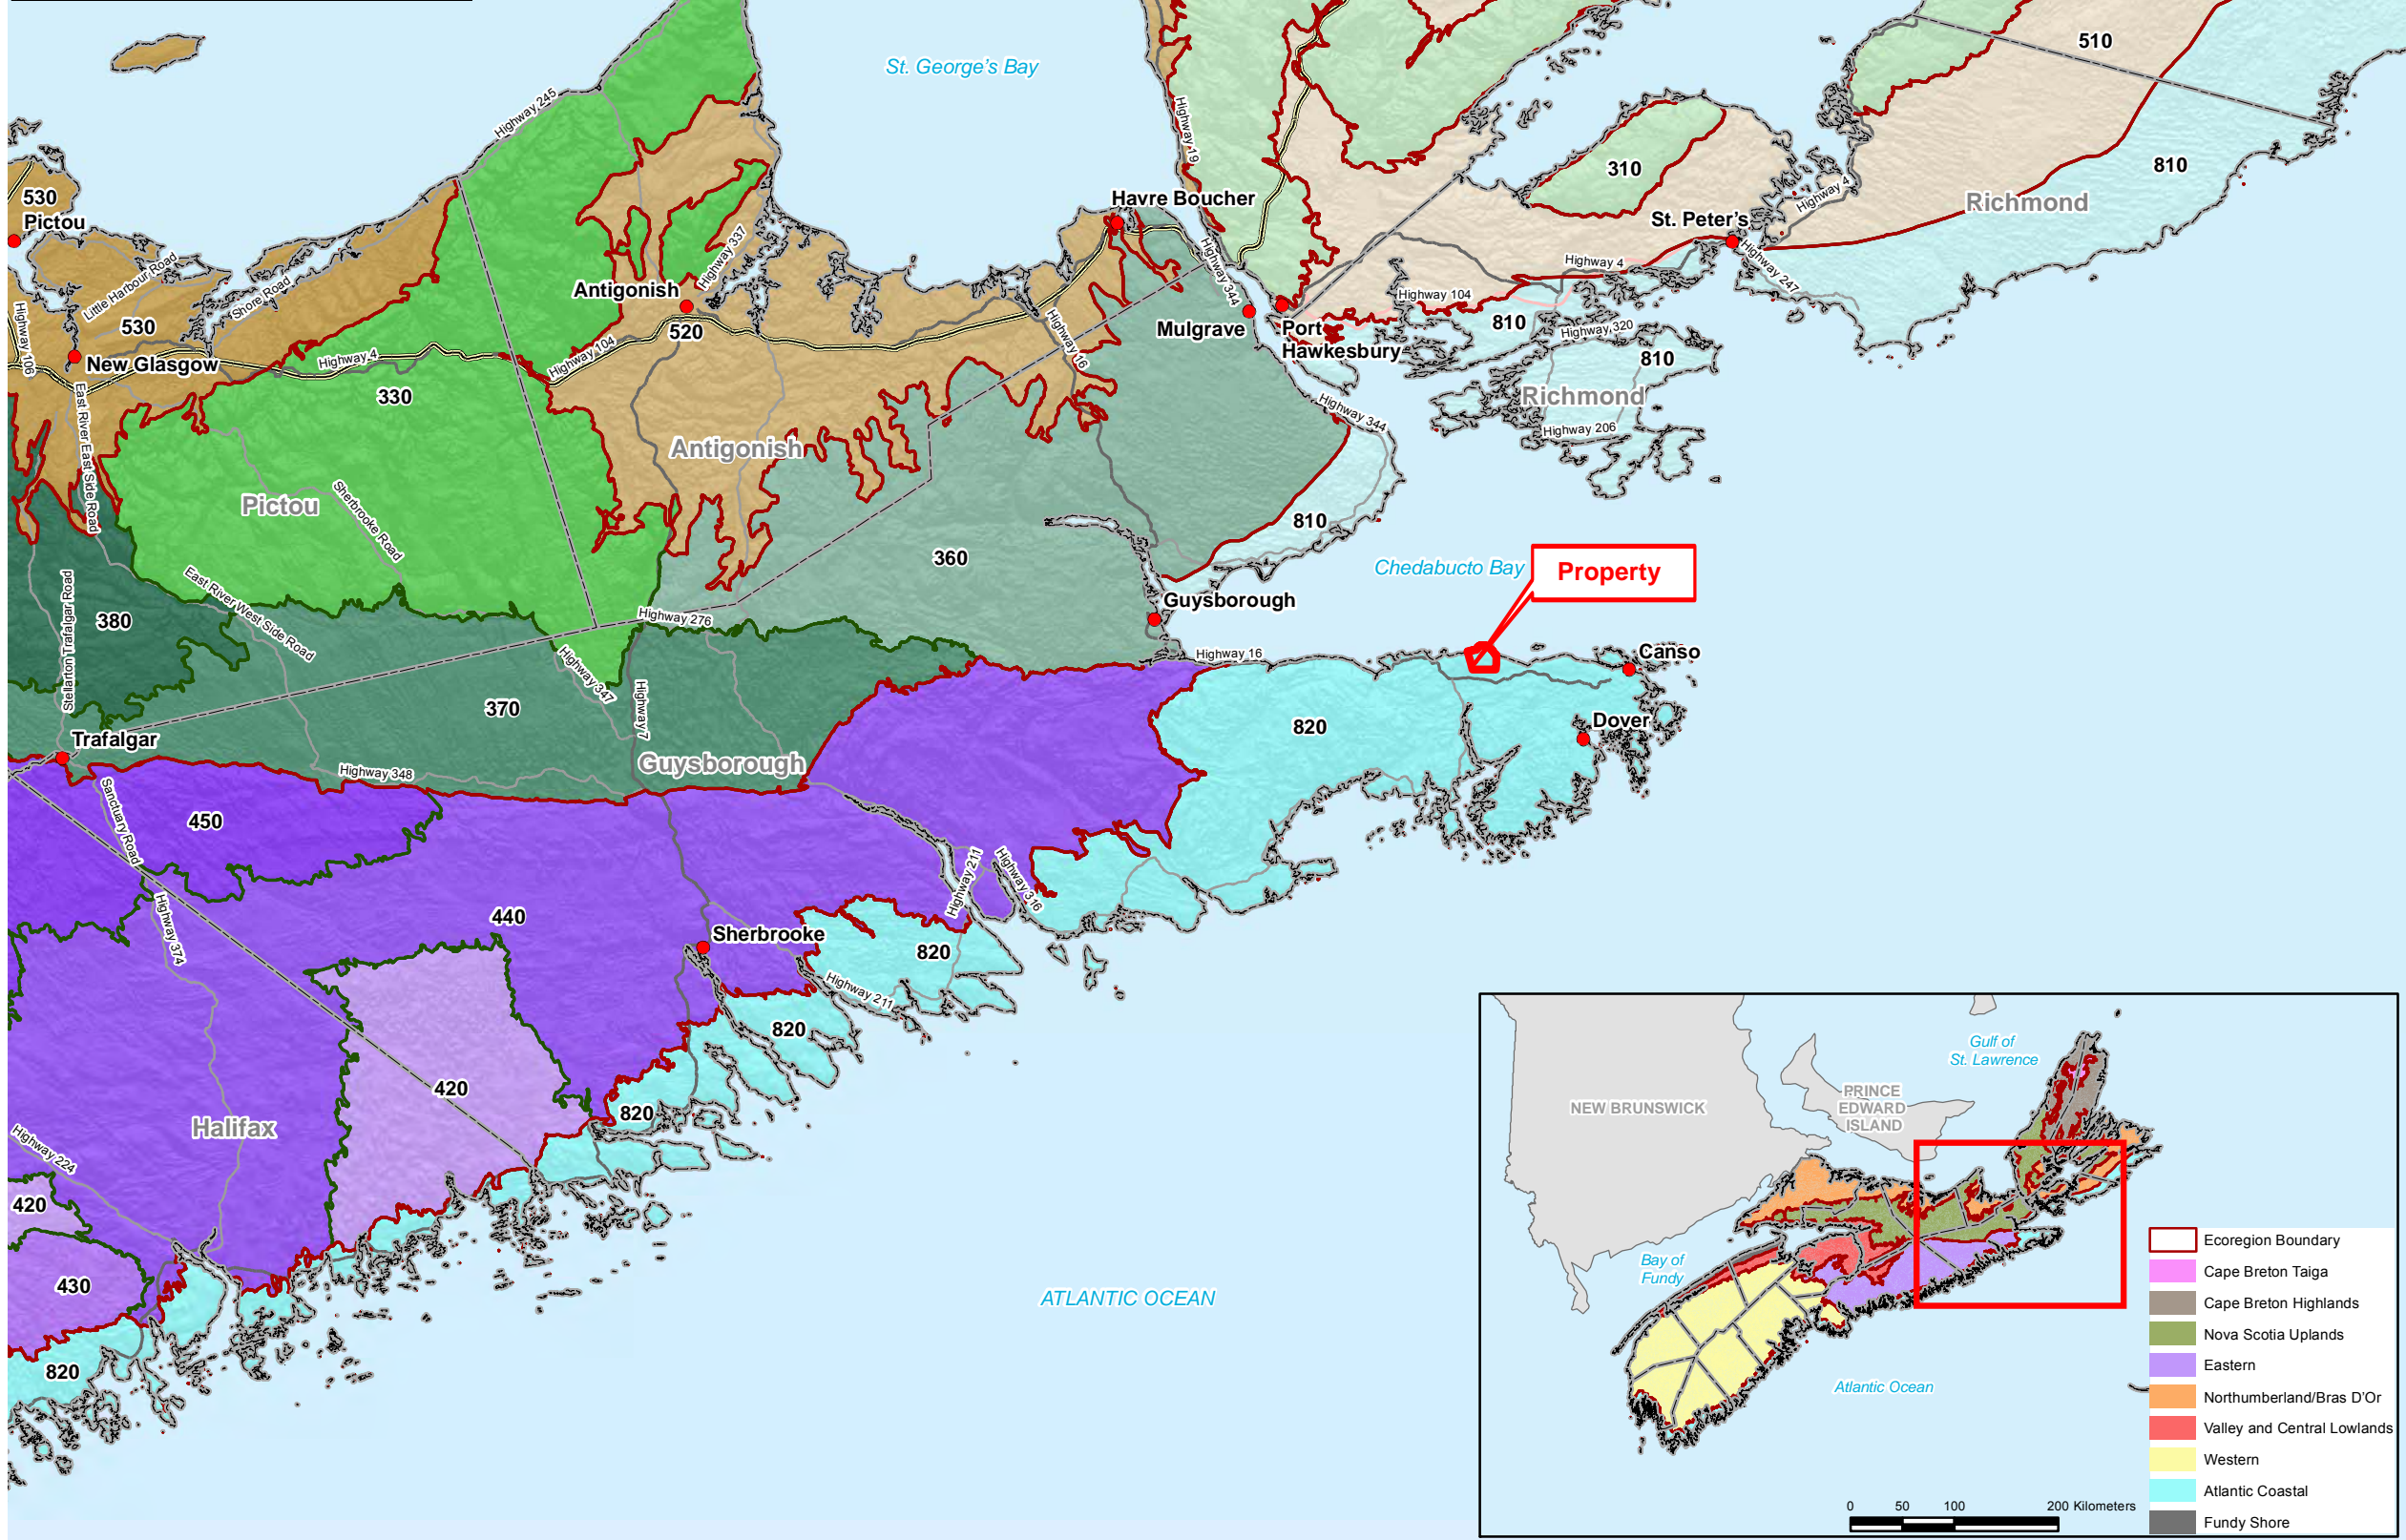 St. George's Bay
510
Highway 245
Highway 19
310
810
530
Pictou
Havre Boucher
Richmond
St. Peter's
Highway 4
Highway 337
Little Harbour Road
Shore Road
Highway 344
Highway 4
Highway 247
Antigonish
Highway 104
Mulgrave
Port
Hawkesbury
810
Highway 320
530
520
Highway 106
New Glasgow
Highway 4
Highway 104
Highway 16
810
330
Richmond
Highway 344
Highway 206
East River East Side Road
Antigonish
Pictou
Sherbrooke Road
810
360
Chedabucto Bay
Property
East River West Side Road
Stellarton Trafalgar Road
380
Highway 276
Guysborough
Highway 16
Canso
Highway 347
Highway 7
370
820
Dover
Trafalgar
Guysborough
Highway 348
Sanctuary Road
450
Highway 211
Highway 316
440
Highway 374
Sherbrooke
820
Highway 211
820
420
820
Halifax
Highway 224
420
430
820
ATLANTIC OCEAN
Gulf of
St. Lawrence
NEW BRUNSWICK
PRINCE
EDWARD
ISLAND
Bay of
Fundy
Atlantic Ocean
Ecoregion Boundary
Cape Breton Taiga
Cape Breton Highlands
Nova Scotia Uplands
Eastern
Northumberland/Bras D'Or
Valley and Central Lowlands
Western
Atlantic Coastal
Fundy Shore
0 50 100 200 Kilometers